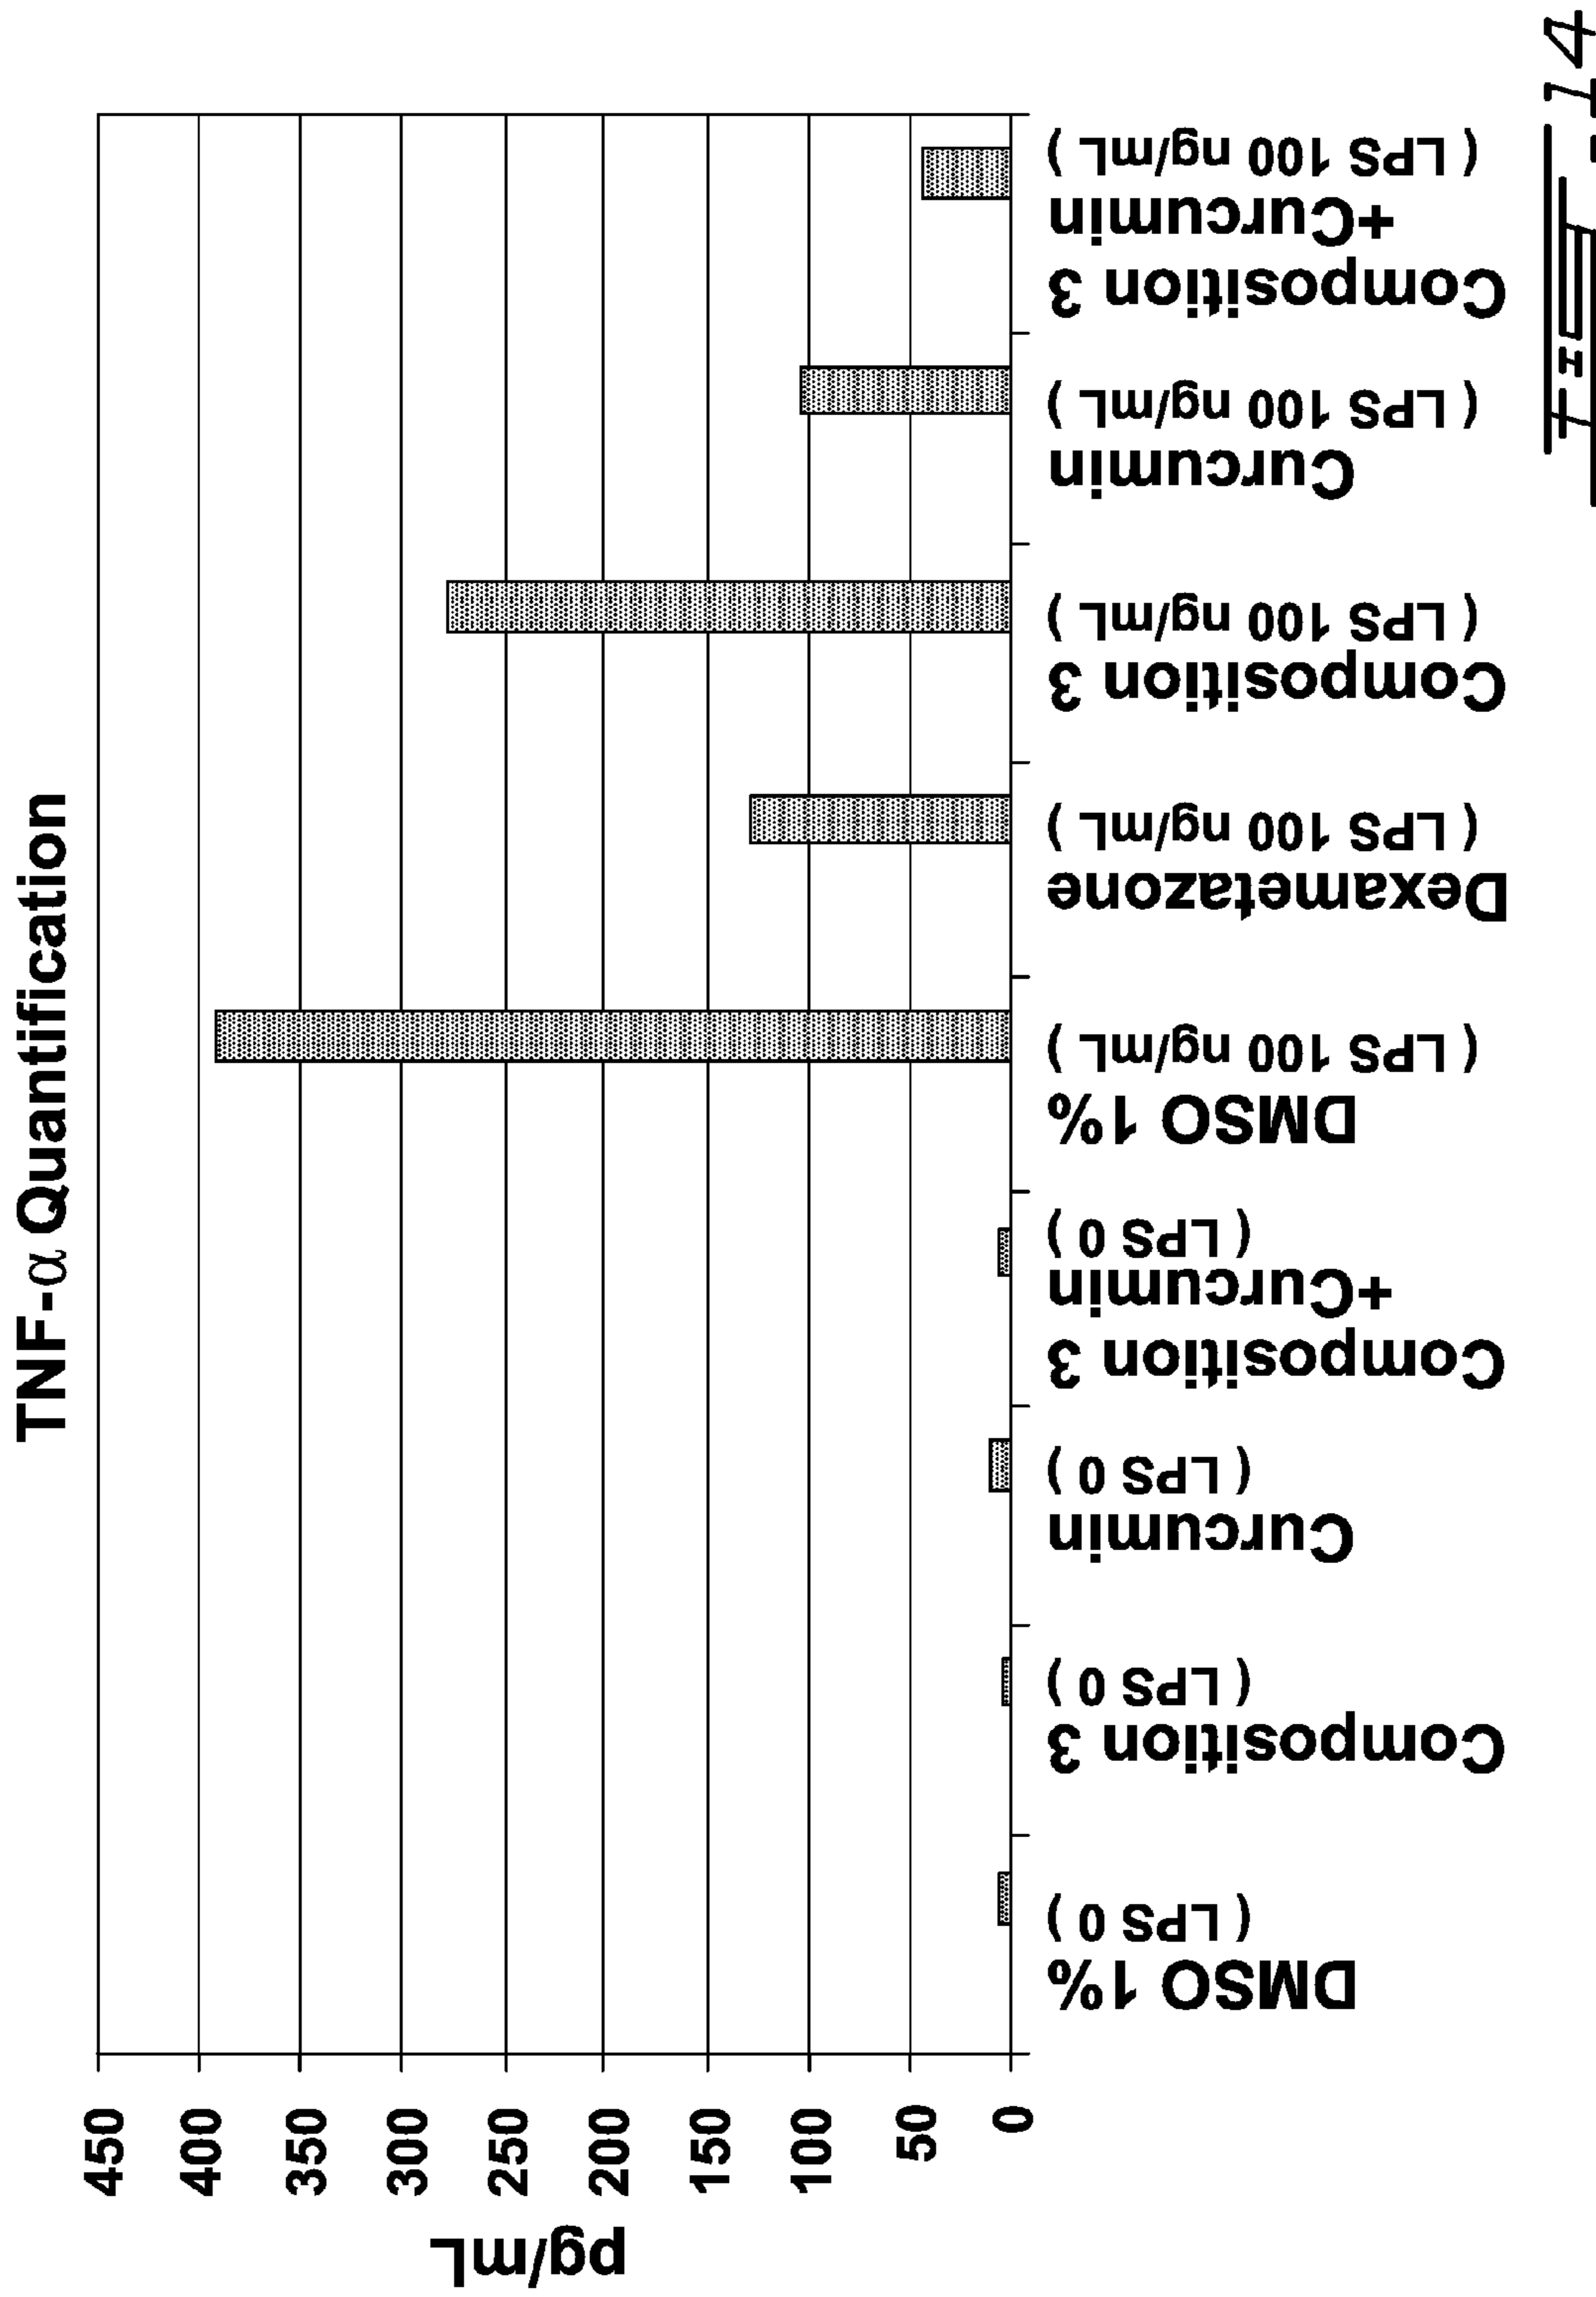 TNF-α Quantification
450
400
350
300
250
200
150
100
50
0
pg/mL
DMSO 1%
( LPS 0 )
Composition 3
( LPS 0 )
Curcumin
( LPS 0 )
Composition 3
+Curcumin
( LPS 0 )
DMSO 1%
( LPS 100 ng/mL )
Dexametazone
( LPS 100 ng/mL )
Composition 3
( LPS 100 ng/mL )
Curcumin
( LPS 100 ng/mL )
Composition 3
+Curcumin
( LPS 100 ng/mL )
14